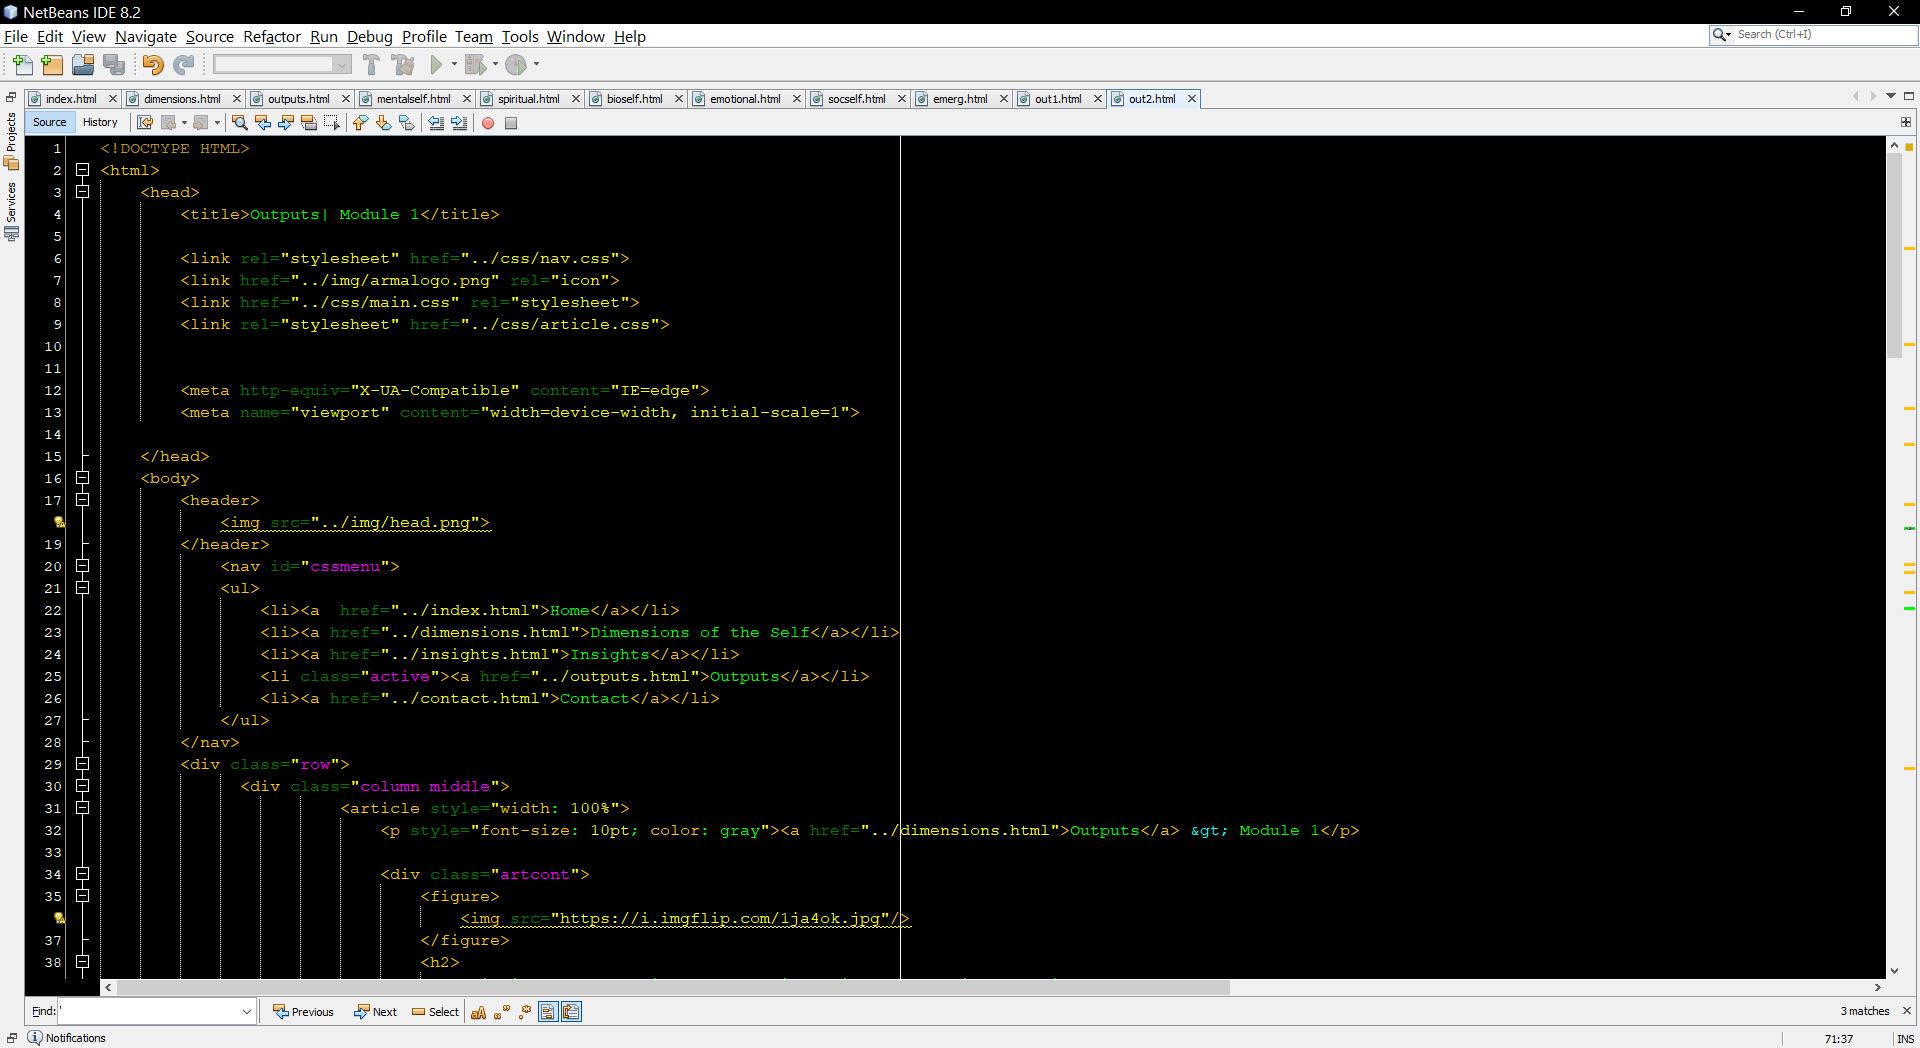 NetBeans IDE 8.2
File Edit View Navigate Source Refactor Run Debug Profile Team Tools Window Help
Search (Ctrl+I)
index.html dimensions.html outputs.html mentalself.html spiritual.html bioself.html emotional.html socself.html emerg.html out1.html out2.html
Source History
Projects
Services
1 <!DOCTYPE HTML>
2 <html>
3 <head>
4 <title>Outputs| Module 1</title>
5
6 <link rel="stylesheet" href="../css/nav.css">
7 <link href="../img/armalogo.png" rel="icon">
8 <link href="../css/main.css" rel="stylesheet">
9 <link rel="stylesheet" href="../css/article.css">
10
11
12 <meta http-equiv="X-UA-Compatible" content="IE=edge">
13 <meta name="viewport" content="width=device-width, initial-scale=1">
14
15 </head>
16 <body>
17 <header>
<img src="../img/head.png">
19 </header>
20 <nav id="cssmenu">
21 <ul>
22 <li><a  href="../index.html">Home</a></li>
23 <li><a href="../dimensions.html">Dimensions of the Self</a></li>
24 <li><a href="../insights.html">Insights</a></li>
25 <li class="active"><a href="../outputs.html">Outputs</a></li>
26 <li><a href="../contact.html">Contact</a></li>
27 </ul>
28 </nav>
29 <div class="row">
30 <div class="column middle">
31 <article style="width: 100%">
32 <p style="font-size: 10pt; color: gray"><a href="../dimensions.html">Outputs</a> &gt; Module 1</p>
33
34 <div class="artcont">
35 <figure>
<img src="https://i.imgflip.com/1ja4ok.jpg"/>
37 </figure>
38 <h2>
Find: ' Previous Next Select 3 matches
Notifications 71:37 INS